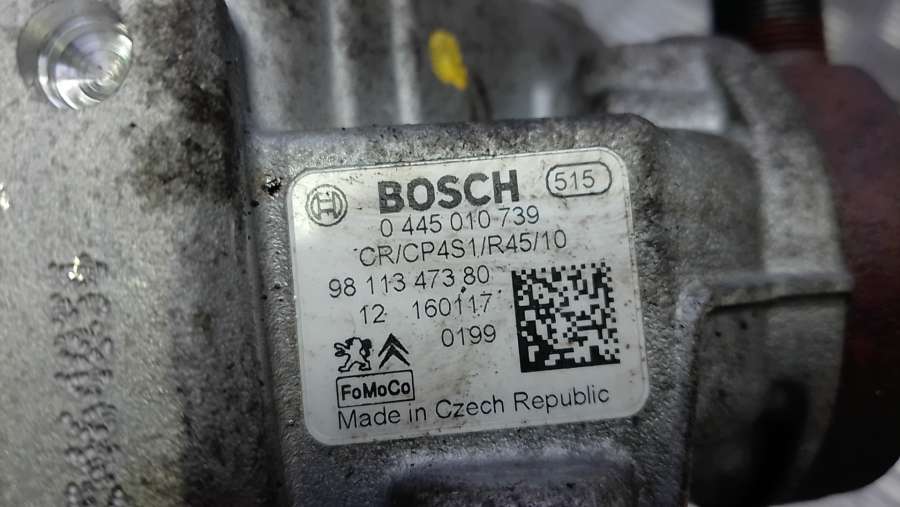 BOSCH 515
0 445 010 739
CR/CP4S1/R45/10
98 113 473 80
12 160117
0199
FoMoCo
Made in Czech Republic